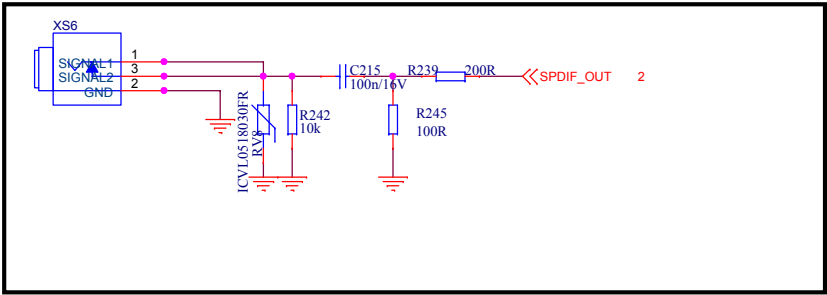 XS6
SIGNAL1 1
SIGNAL2 3
GND 2
C215
100n/16V
R239 200R
SPDIF_OUT 2
R242
10k
R245
100R
ICVL0518030FR
RV8